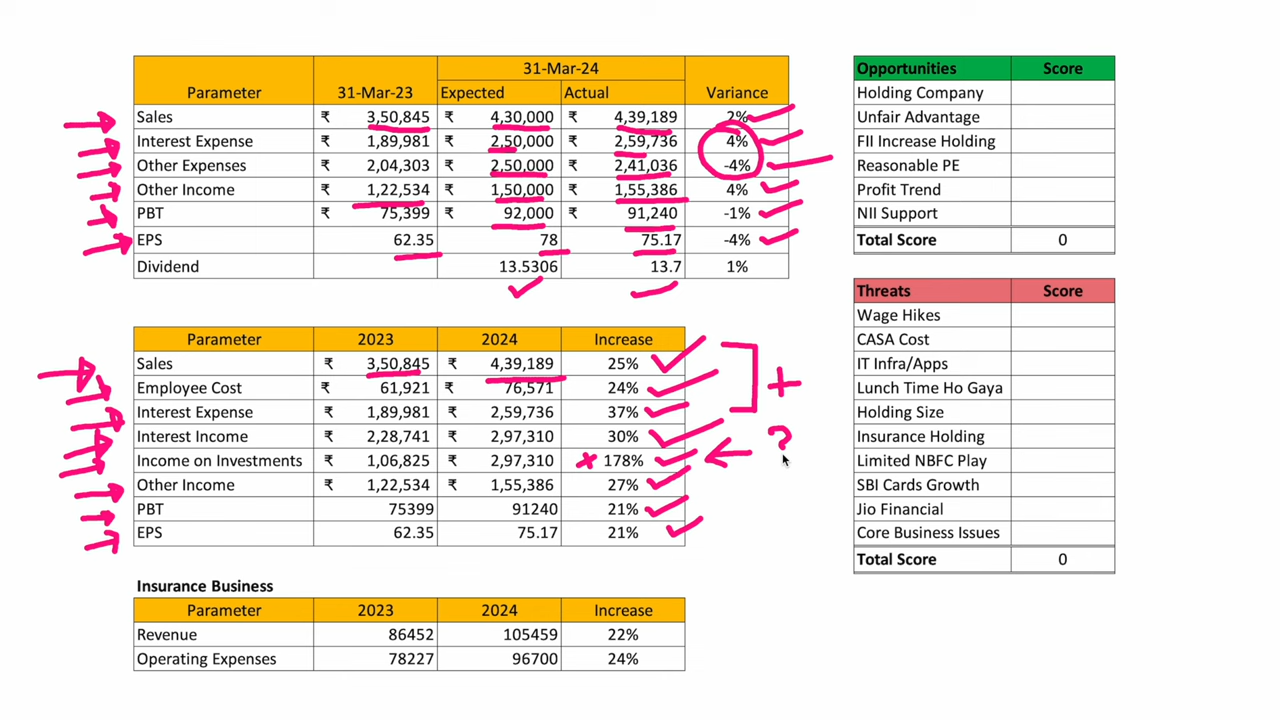 31-Mar-24
Parameter 31-Mar-23 Expected Actual Variance
Sales ₹ 3,50,845 ₹ 4,30,000 ₹ 4,39,189 2%
Interest Expense ₹ 1,89,981 ₹ 2,50,000 ₹ 2,59,736 4%
Other Expenses ₹ 2,04,303 ₹ 2,50,000 ₹ 2,41,036 -4%
Other Income ₹ 1,22,534 ₹ 1,50,000 ₹ 1,55,386 4%
PBT ₹ 75,399 ₹ 92,000 ₹ 91,240 -1%
EPS 62.35 78 75.17 -4%
Dividend 13.5306 13.7 1%
Parameter 2023 2024 Increase
Sales ₹ 3,50,845 ₹ 4,39,189 25%
Employee Cost ₹ 61,921 ₹ 76,571 24%
Interest Expense ₹ 1,89,981 ₹ 2,59,736 37%
Interest Income ₹ 2,28,741 ₹ 2,97,310 30%
Income on Investments ₹ 1,06,825 ₹ 2,97,310 178%
Other Income ₹ 1,22,534 ₹ 1,55,386 27%
PBT 75399 91240 21%
EPS 62.35 75.17 21%
+
?
Insurance Business
Parameter 2023 2024 Increase
Revenue 86452 105459 22%
Operating Expenses 78227 96700 24%
Opportunities Score
Holding Company
Unfair Advantage
FII Increase Holding
Reasonable PE
Profit Trend
NII Support
Total Score 0
Threats Score
Wage Hikes
CASA Cost
IT Infra/Apps
Lunch Time Ho Gaya
Holding Size
Insurance Holding
Limited NBFC Play
SBI Cards Growth
Jio Financial
Core Business Issues
Total Score 0